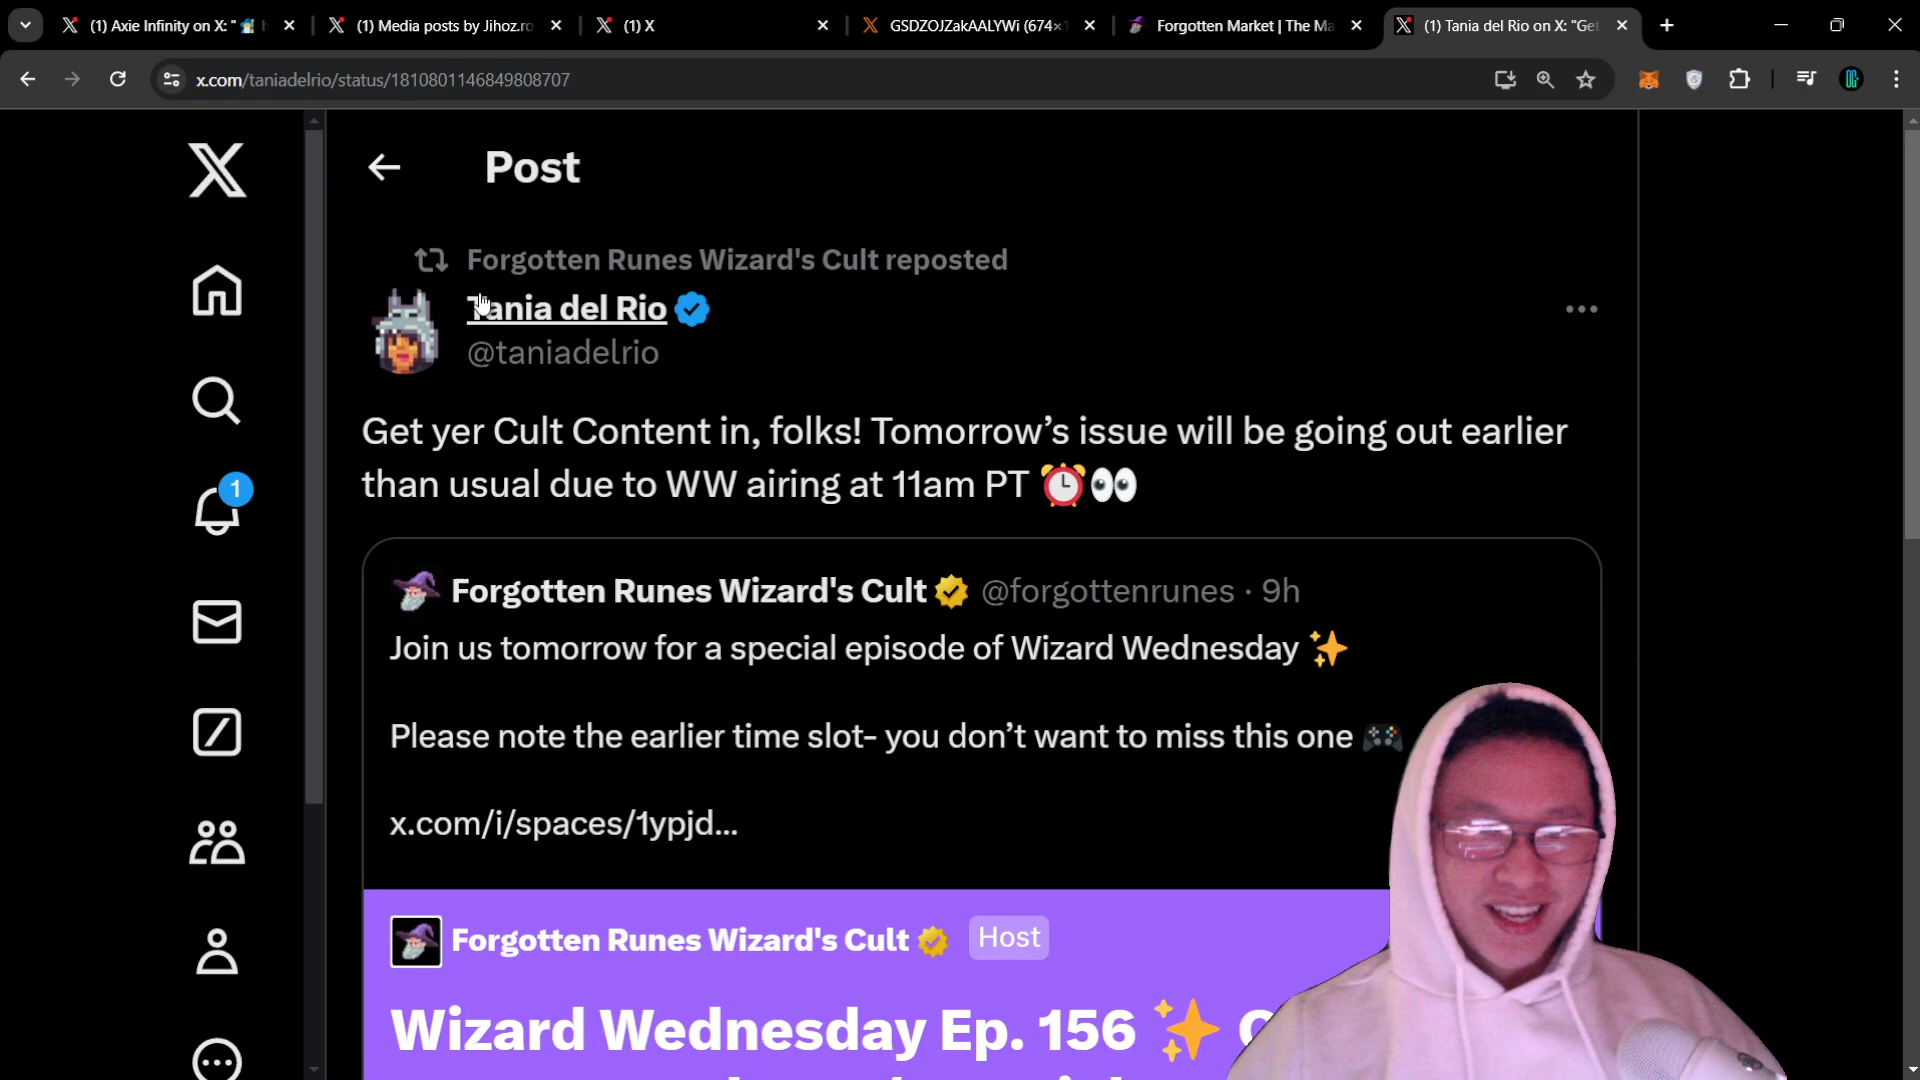 (1) Axie Infinity on X: "
(1) Media posts by Jihoz.ro
(1) X
GSDZOJZakAALYWi (674×1
Forgotten Market | The Ma
(1) Tania del Rio on X: "Get
x.com/taniadelrio/status/1810801146849808707
Post
Forgotten Runes Wizard's Cult reposted
Tania del Rio
@taniadelrio
Get yer Cult Content in, folks! Tomorrow’s issue will be going out earlier
than usual due to WW airing at 11am PT ⏰👀
1
Forgotten Runes Wizard's Cult @forgottenrunes · 9h
Join us tomorrow for a special episode of Wizard Wednesday ✨
Please note the earlier time slot- you don’t want to miss this one 🎮
x.com/i/spaces/1ypjd...
Forgotten Runes Wizard's Cult Host
Wizard Wednesday Ep. 156 ✨